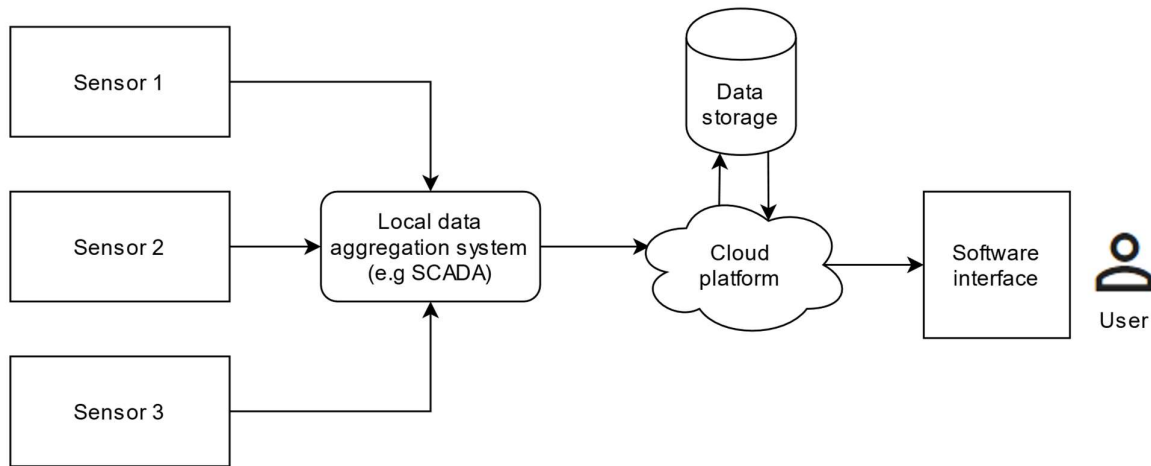 Sensor 1
Sensor 2
Sensor 3
Local data
aggregation system
(e.g SCADA)
Data
storage
Cloud
platform
Software
interface
User